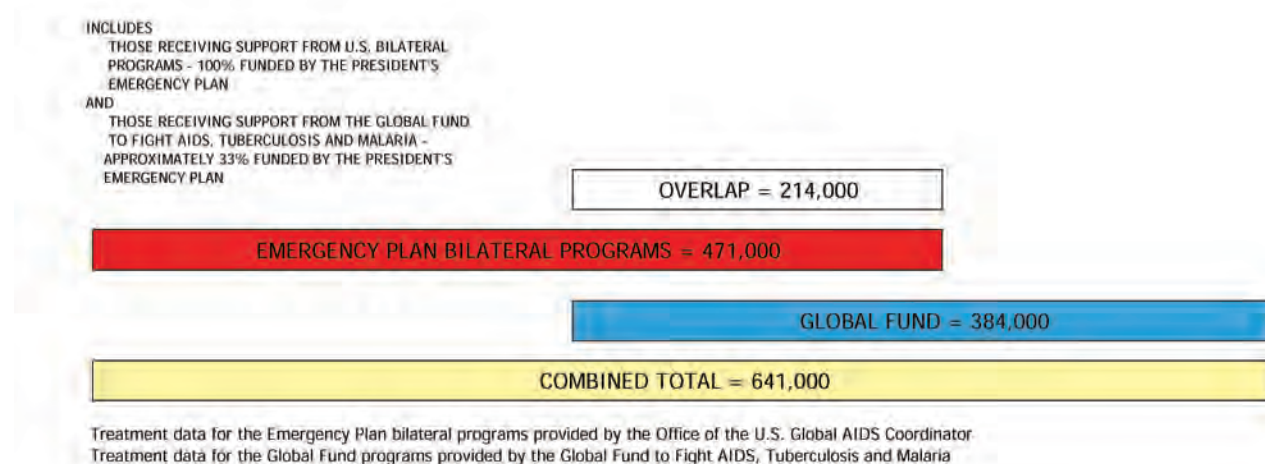 INCLUDES
THOSE RECEIVING SUPPORT FROM U.S. BILATERAL
PROGRAMS - 100% FUNDED BY THE PRESIDENT'S
EMERGENCY PLAN
AND
THOSE RECEIVING SUPPORT FROM THE GLOBAL FUND
TO FIGHT AIDS, TUBERCULOSIS AND MALARIA -
APPROXIMATELY 33% FUNDED BY THE PRESIDENT'S
EMERGENCY PLAN
OVERLAP = 214,000
EMERGENCY PLAN BILATERAL PROGRAMS = 471,000
GLOBAL FUND = 384,000
COMBINED TOTAL = 641,000
Treatment data for the Emergency Plan bilateral programs provided by the Office of the U.S. Global AIDS Coordinator
Treatment data for the Global Fund programs provided by the Global Fund to Fight AIDS, Tuberculosis and Malaria